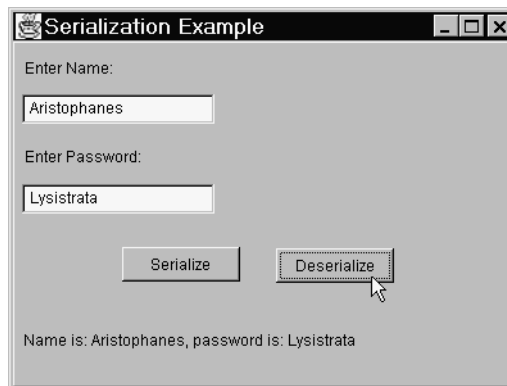 Serialization Example
Enter Name:
Aristophanes
Enter Password:
Lysistrata
Serialize Deserialize
Name is: Aristophanes, password is: Lysistrata